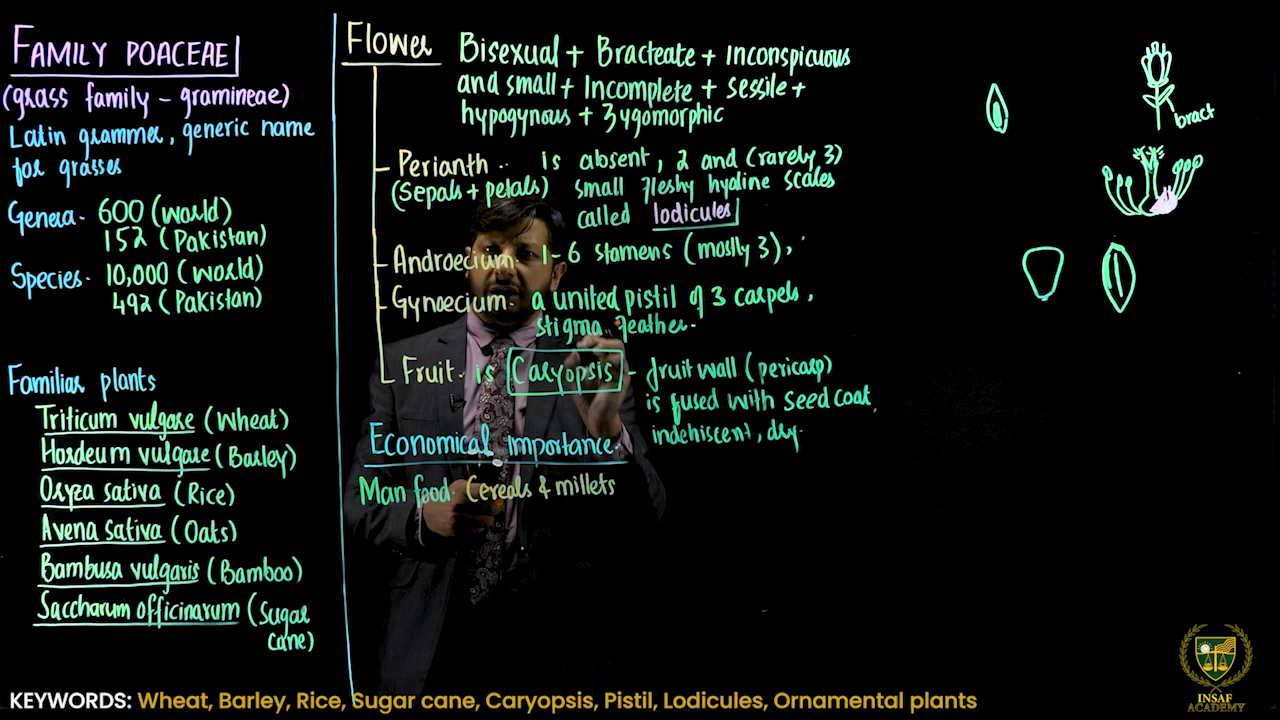 FAMILY POACEAE
(grass family - gramineae)
Latin grammer, generic name
for grasses
Genera- 600 (world)
152 (Pakistan)
Species- 10,000 (world)
492 (Pakistan)
Familiar plants
Triticum vulgare (Wheat)
Hordeum vulgare (Barley)
Oryza sativa (Rice)
Avena sativa (Oats)
Bambusa vulgaris (Bamboo)
Saccharum officinarum (Sugar
cane)
Flower Bisexual + Bracteate + inconspicuous
and small + Incomplete + sessile +
hypogynous + zygomorphic
Perianth .. is absent, 2 and (rarely 3)
(Sepals + petals) small fleshy hyaline scales
called lodicules
Androecium. 1-6 stamens (mostly 3),
Gynoecium- a united pistil of 3 carpels,
stigma feather.
Fruit. is Caryopsis - fruit wall (pericarp)
is fused with seed coat,
indehiscent, dry.
Economical importance.
Man food. Cereals & millets
bract
KEYWORDS: Wheat, Barley, Rice, Sugar cane, Caryopsis, Pistil, Lodicules, Ornamental plants
INSAF
ACADEMY